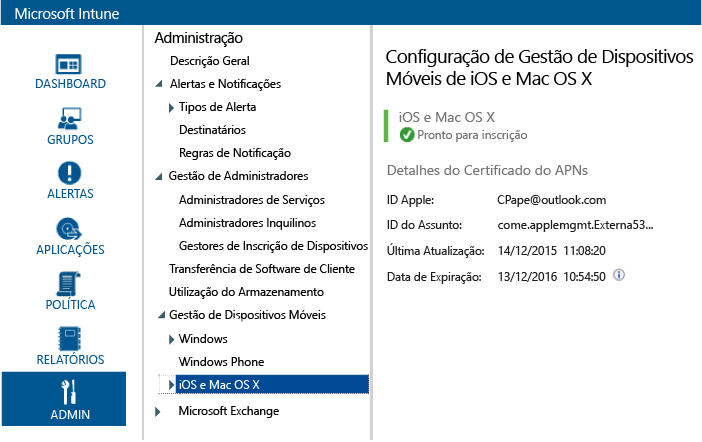 Microsoft Intune
DASHBOARD
GRUPOS
ALERTAS
APLICAÇÕES
POLÍTICA
RELATÓRIOS
ADMIN
Administração
Descrição Geral
Alertas e Notificações
Tipos de Alerta
Destinatários
Regras de Notificação
Gestão de Administradores
Administradores de Serviços
Administradores Inquilinos
Gestores de Inscrição de Dispositivos
Transferência de Software de Cliente
Utilização do Armazenamento
Gestão de Dispositivos Móveis
Windows
Windows Phone
iOS e Mac OS X
Microsoft Exchange
Configuração de Gestão de Dispositivos
Móveis de iOS e Mac OS X
iOS e Mac OS X
Pronto para inscrição
Detalhes do Certificado do APNs
ID Apple: CPape@outlook.com
ID do Assunto: come.applemgmt.Externa53...
Última Atualização: 14/12/2015 11:08:20
Data de Expiração: 13/12/2016 10:54:50